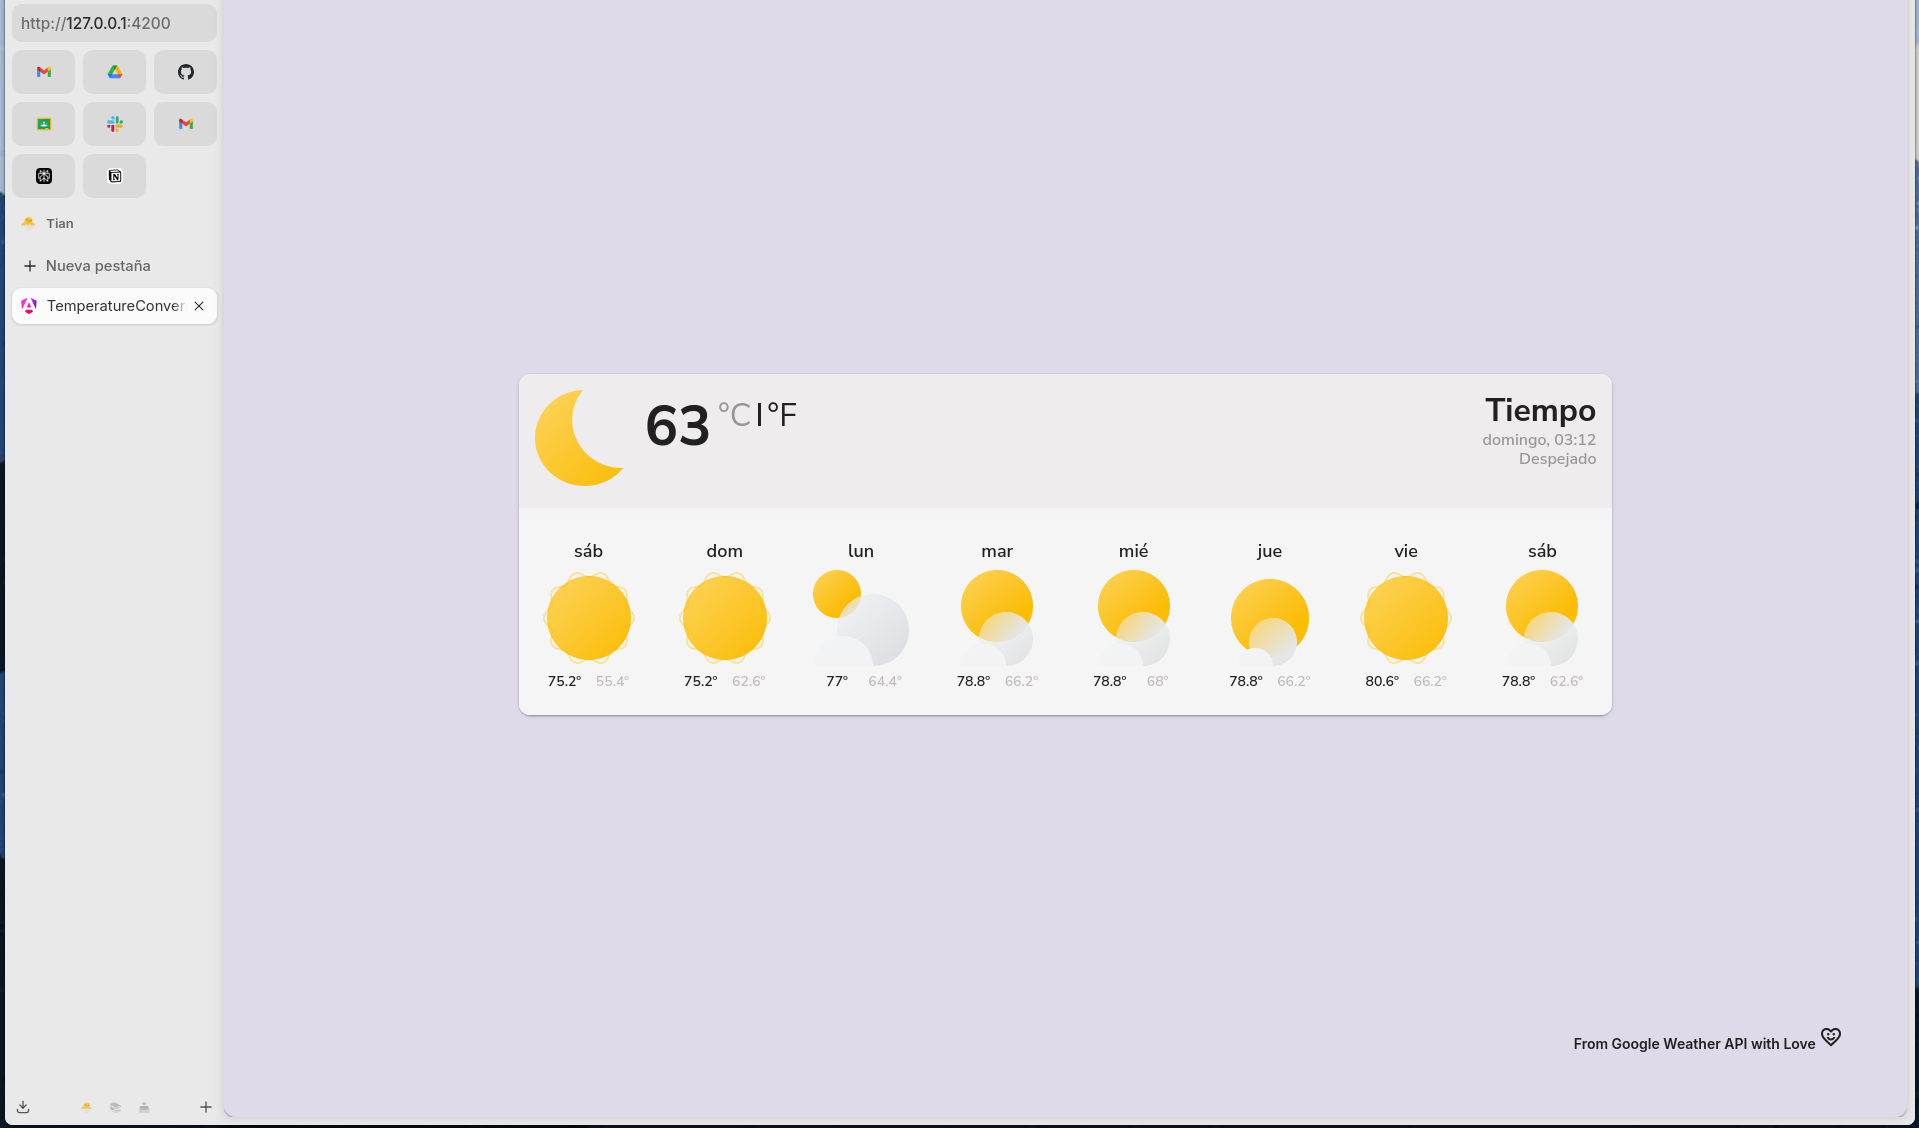 http://127.0.0.1:4200
Tian
Nueva pestaña
TemperatureConver
63 °C | °F
Tiempo
domingo, 03:12
Despejado
sáb dom lun mar mié jue vie sáb
75.2° 55.4° 75.2° 62.6° 77° 64.4° 78.8° 66.2° 78.8° 68° 78.8° 66.2° 80.6° 66.2° 78.8° 62.6°
From Google Weather API with Love